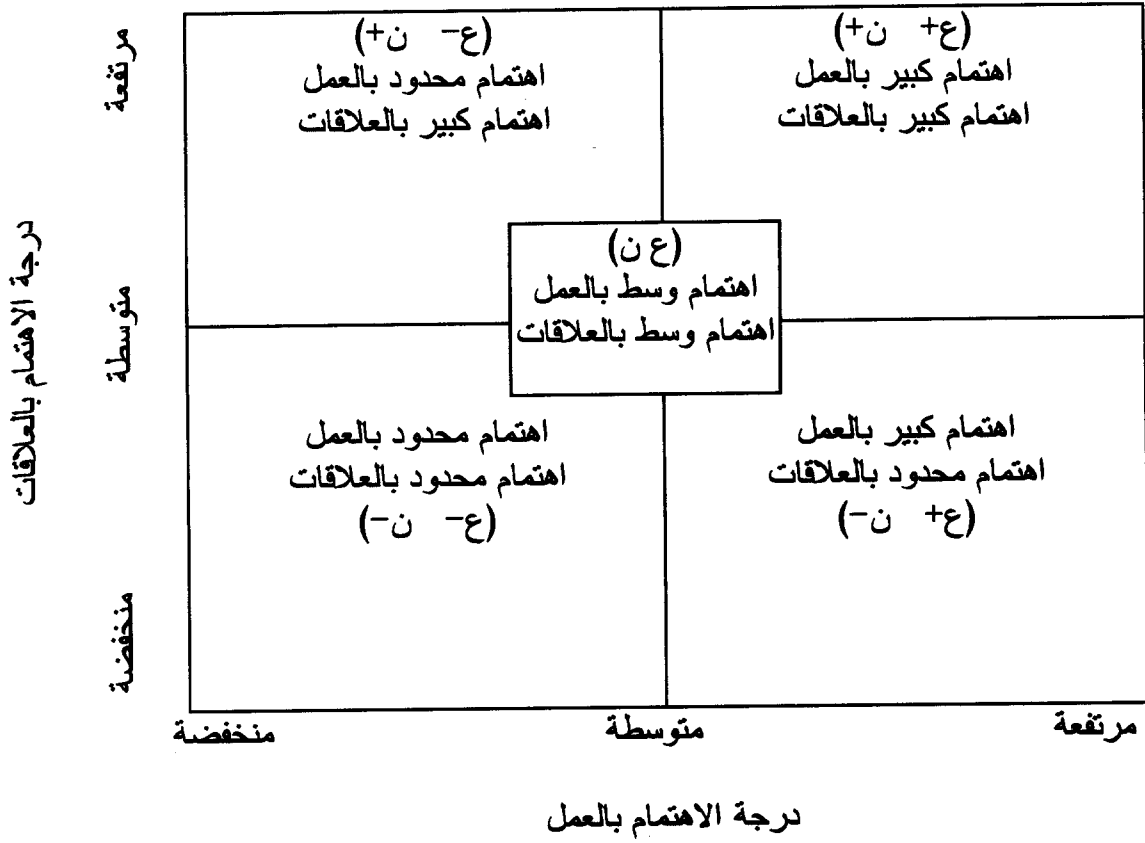 (ع+ ن+)
اهتمام كبير بالعمل
اهتمام كبير بالعلاقات
(ع– ن+)
اهتمام محدود بالعمل
اهتمام كبير بالعلاقات
(ع ن)
اهتمام وسط بالعمل
اهتمام وسط بالعلاقات
اهتمام كبير بالعمل
اهتمام محدود بالعلاقات
(ع+ ن–)
اهتمام محدود بالعمل
اهتمام محدود بالعلاقات
(ع– ن–)
مرتفعة
متوسطة
منخفضة
درجة الاهتمام بالعلاقات
مرتفعة
متوسطة
منخفضة
درجة الاهتمام بالعمل